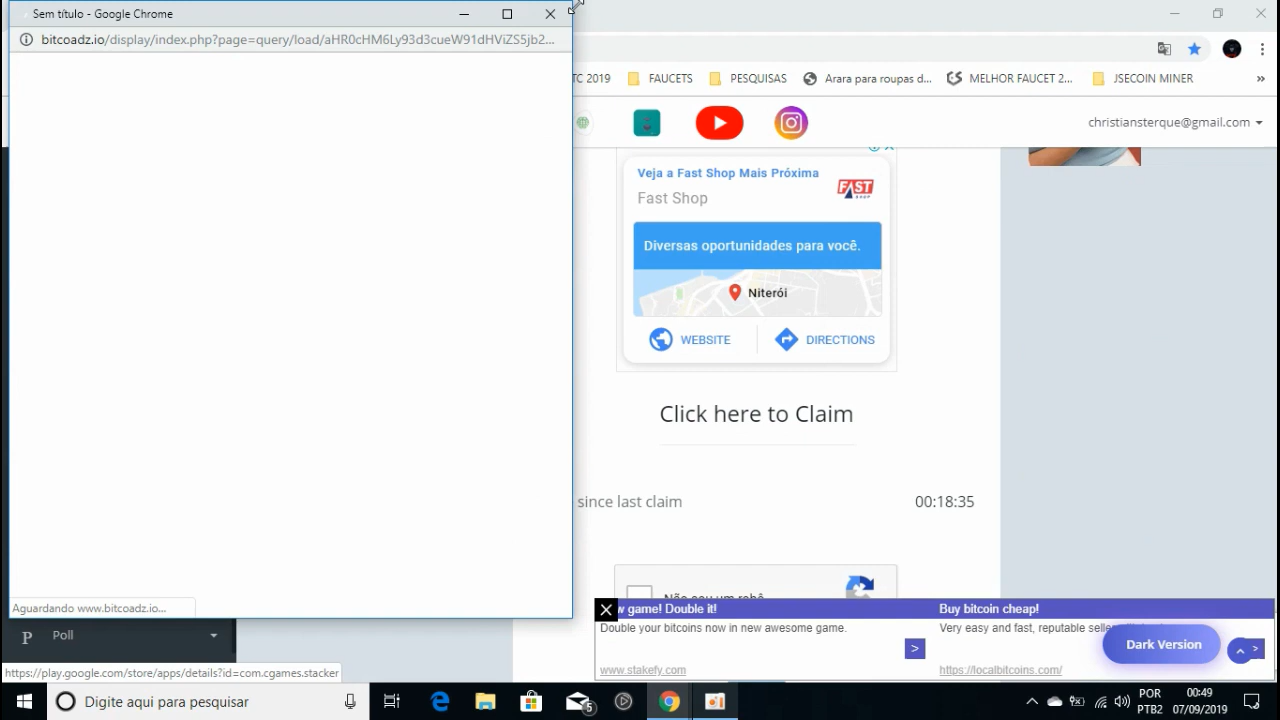 Sem título - Google Chrome
bitcoadz.io/display/index.php?page=query/load/aHR0cHM6Ly93d3cueW91dHViZS5jb2...
TC 2019
FAUCETS
PESQUISAS
Arara para roupas d...
MELHOR FAUCET 2...
JSECOIN MINER
»
christiansterque@gmail.com
Veja a Fast Shop Mais Próxima
Fast Shop
FAST
SHOP
Diversas oportunidades para você.
Niterói
WEBSITE
DIRECTIONS
Click here to Claim
since last claim
00:18:35
Não sou um robô
w game! Double it!
Double your bitcoins now in new awesome game.
>
www.stakefy.com
Buy bitcoin cheap!
Very easy and fast, reputable selle
https://localbitcoins.com/
>
Dark Version
Aguardando www.bitcoadz.io...
P Poll
https://play.google.com/store/apps/details?id=com.cgames.stacker
Digite aqui para pesquisar
5
POR
PTB2
00:49
07/09/2019